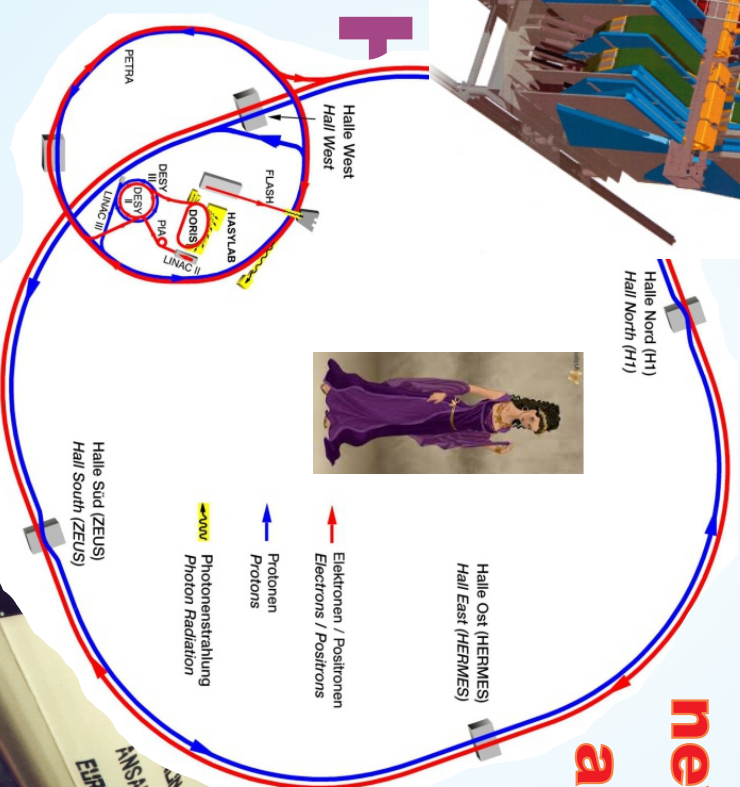 PETRA
Halle West
Hall West
FLASH
HASYLAB
DORIS
DESY
III
DESY
II
LINAC III
PIA
LINAC II
Halle Nord (H1)
Hall North (H1)
Halle Ost (HERMES)
Hall East (HERMES)
Elektronen / Positronen
Electrons / Positrons
Protonen
Protons
Photonenstrahlung
Photon Radiation
Halle Süd (ZEUS)
Hall South (ZEUS)